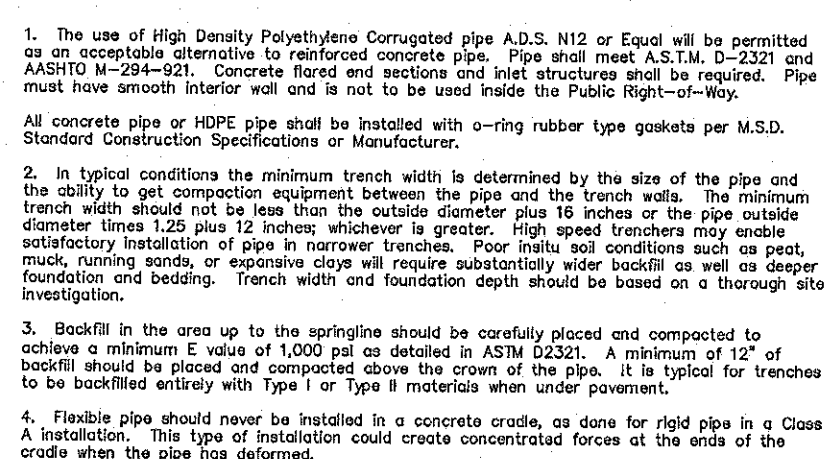 1. The use of High Density Polyethylene Corrugated pipe A.D.S. N12 or Equal will be permitted
as an acceptable alternative to reinforced concrete pipe. Pipe shall meet A.S.T.M. D-2321 and
AASHTO M-294-921. Concrete flared end sections and inlet structures shall be required. Pipe
must have smooth interior wall and is not to be used inside the Public Right-of-Way.
All concrete pipe or HDPE pipe shall be installed with o-ring rubber type gaskets per M.S.D.
Standard Construction Specifications or Manufacturer.
2. In typical conditions the minimum trench width is determined by the size of the pipe and
the ability to get compaction equipment between the pipe and the trench walls. The minimum
trench width should not be less than the outside diameter plus 16 inches or the pipe outside
diameter times 1.25 plus 12 inches; whichever is greater. High speed trenchers may enable
satisfactory installation of pipe in narrower trenches. Poor insitu soil conditions such as peat,
muck, running sands, or expansive clays will require substantially wider backfill as well as deeper
foundation and bedding. Trench width and foundation depth should be based on a thorough site
investigation.
3. Backfill in the area up to the springline should be carefully placed and compacted to
achieve a minimum E value of 1,000 psi as detailed in ASTM D2321. A minimum of 12" of
backfill should be placed and compacted above the crown of the pipe. It is typical for trenches
to be backfilled entirely with Type I or Type II materials when under pavement.
4. Flexible pipe should never be installed in a concrete cradle, as done for rigid pipe in a Class
A installation. This type of installation could create concentrated forces at the ends of the
cradle when the pipe has deformed.